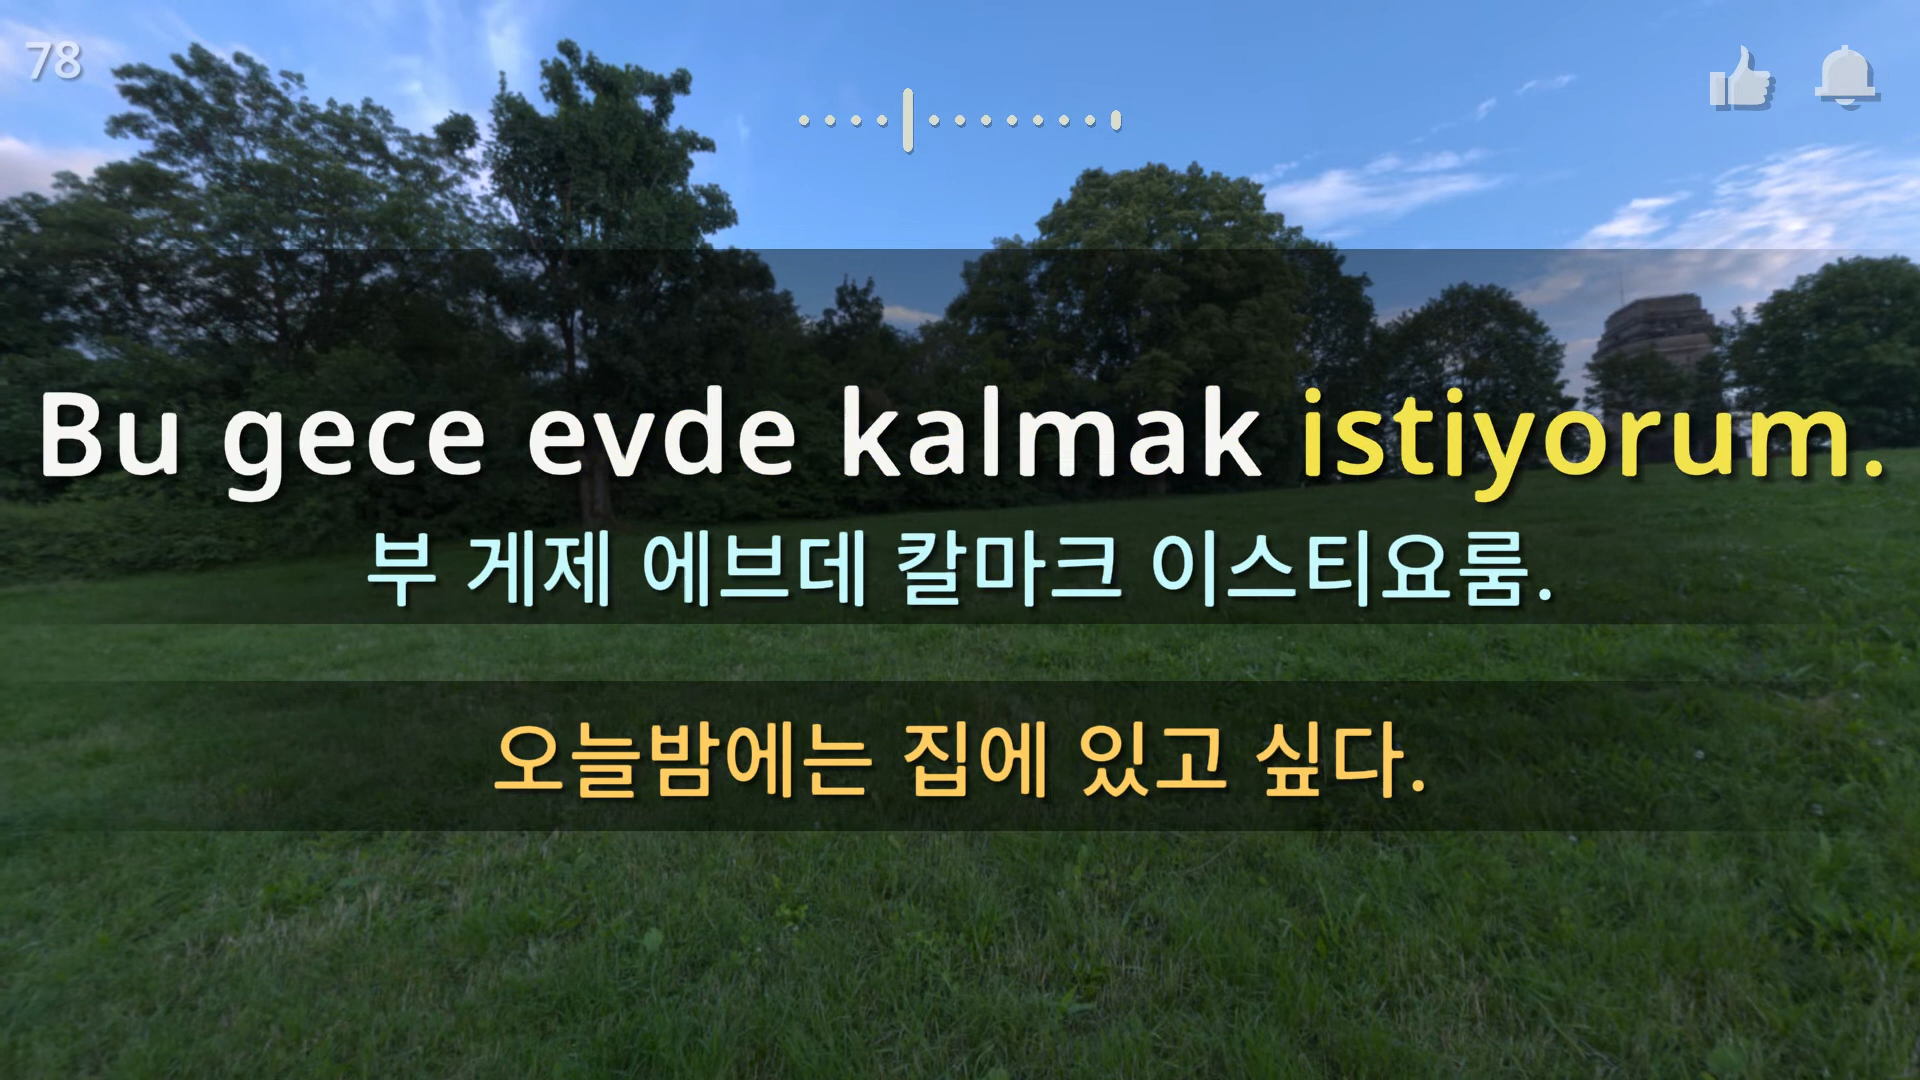 78
Bu gece evde kalmak istiyorum.
부 게제 에브데 칼마크 이스티요룸.
오늘밤에는 집에 있고 싶다.